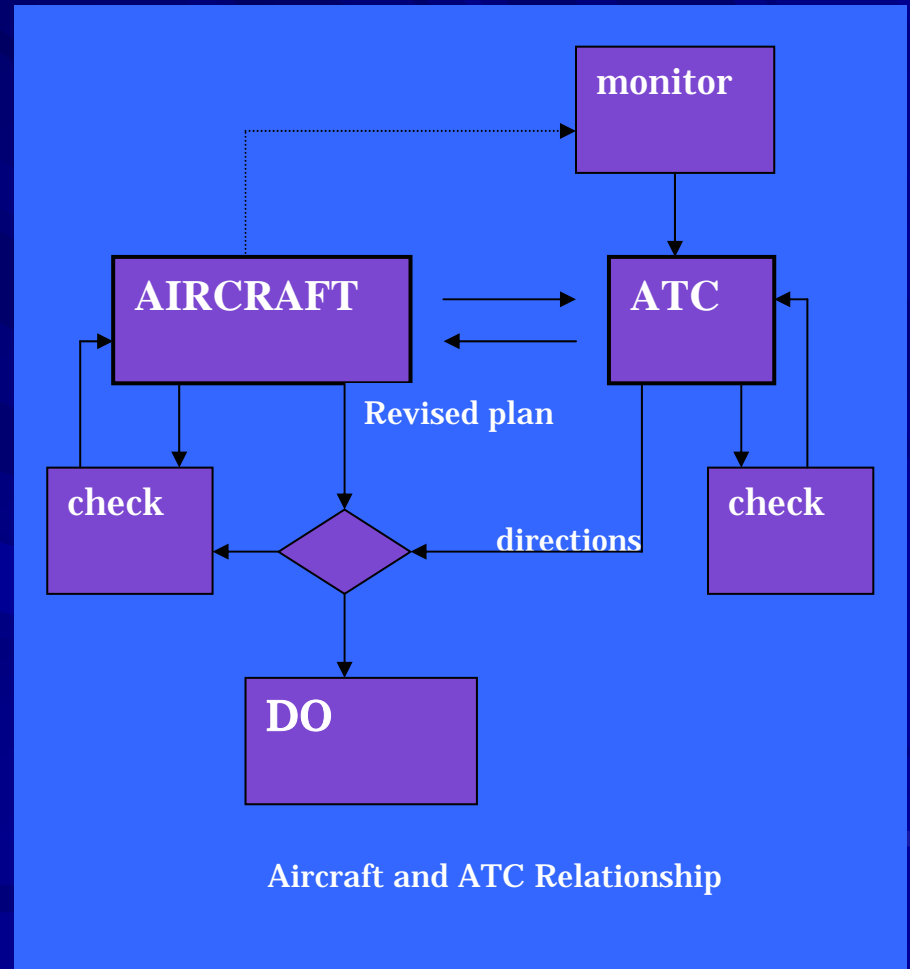 monitor
AIRCRAFT
ATC
Revised plan
check
check
directions
DO
Aircraft and ATC Relationship